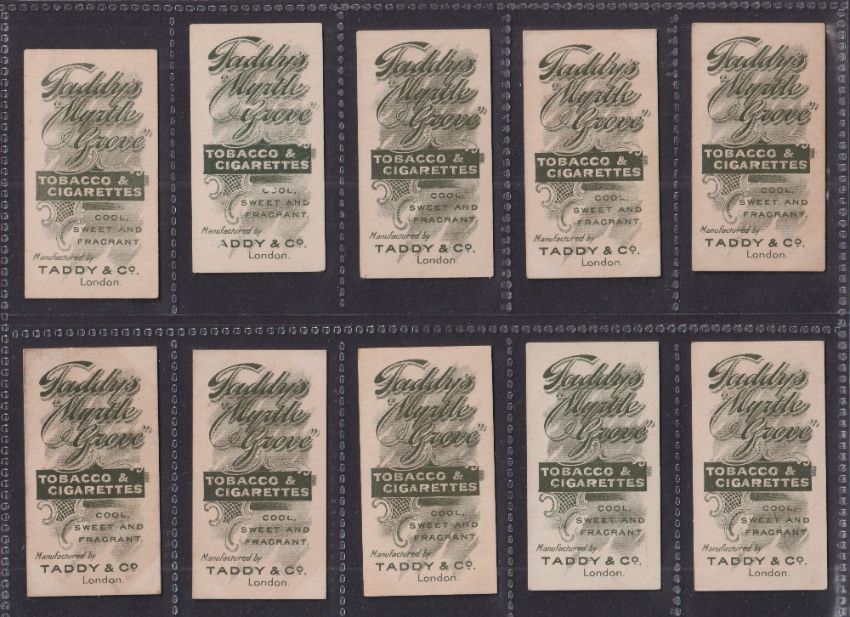 Taddy's
"Myrtle
Grove"
TOBACCO &
CIGARETTES
COOL,
SWEET AND
FRAGRANT.
Manufactured by
TADDY & Cº.
London.
Taddy's
"Myrtle
Grove"
TOBACCO &
CIGARETTES
OOL,
SWEET AND
FRAGRANT.
ADDY & Cº.
London.
Taddy's
"Myrtle
Grove"
TOBACCO &
CIGARETTES
COOL,
SWEET AND
FRAGRANT.
Manufactured by
TADDY & Cº.
London.
Taddy's
"Myrtle
Grove"
TOBACCO &
CIGARETTES
COOL,
SWEET AND
FRAGRANT.
Manufactured by
TADDY & Cº.
London.
Taddy's
"Myrtle
Grove"
TOBACCO &
CIGARETTES
COOL,
SWEET AND
FRAGRANT.
Manufactured by
TADDY & Cº.
London.
Taddy's
"Myrtle
Grove"
TOBACCO &
CIGARETTES
COOL,
SWEET AND
FRAGRANT.
Manufactured by
TADDY & Cº.
London.
Taddy's
"Myrtle
Grove"
TOBACCO &
CIGARETTES
COOL,
SWEET AND
FRAGRANT.
Manufactured by
TADDY & Cº.
London.
Taddy's
"Myrtle
Grove"
TOBACCO &
CIGARETTES
COOL,
SWEET AND
FRAGRANT.
Manufactured by
TADDY & Cº.
London.
Taddy's
"Myrtle
Grove"
TOBACCO &
CIGARETTES
COOL,
SWEET AND
FRAGRANT.
Manufactured by
TADDY & Cº.
London.
Taddy's
"Myrtle
Grove"
TOBACCO &
CIGARETTES
COOL,
SWEET AND
FRAGRANT.
Manufactured by
TADDY & Cº.
London.